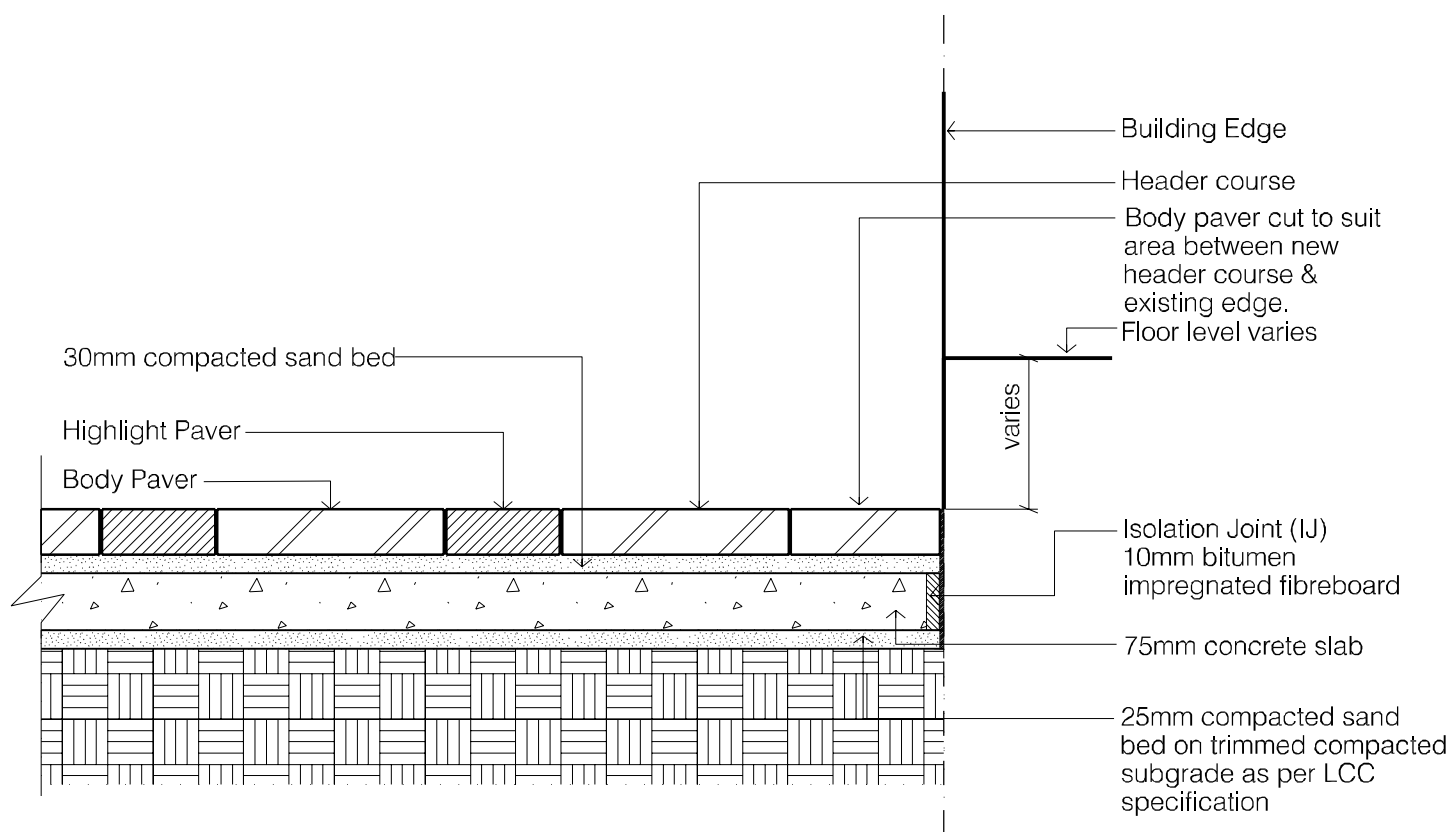 Building Edge
Header course
Body paver cut to suit
area between new
header course &
existing edge.
Floor level varies
30mm compacted sand bed
varies
Highlight Paver
Body Paver
Isolation Joint (IJ)
10mm bitumen
impregnated fibreboard
75mm concrete slab
25mm compacted sand
bed on trimmed compacted
subgrade as per LCC
specification